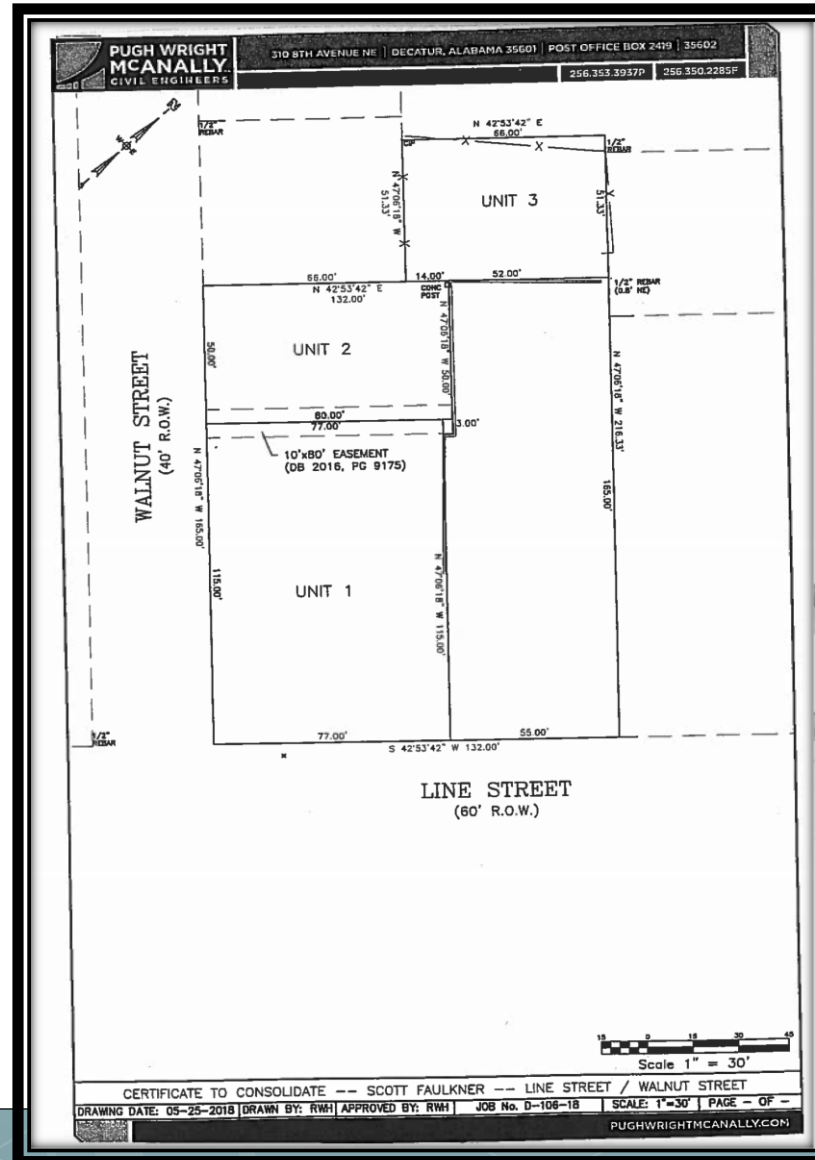 PUGH WRIGHT
MCANALLY
CIVIL ENGINEERS
310 8TH AVENUE NE | DECATUR, ALABAMA 35601 | POST OFFICE BOX 2419 | 35602
256.353.3937P | 256.350.2285F
1/2"
REBAR
N 42°53'42" E
66.00'
CIP
1/2"
REBAR
N 47°06'18" W
51.33'
UNIT 3
51.33'
66.00'
14.00'
52.00'
N 42°53'42" E
132.00'
CONC
POST
1/2" REBAR
(0.8' NE)
50.00'
UNIT 2
N 47°06'18" W 50.00'
N 47°06'18" W 216.33'
WALNUT STREET
(40' R.O.W.)
80.00'
77.00'
3.00'
10'x80' EASEMENT
(DB 2016, PG 9175)
N 47°06'18" W 165.00'
165.00'
115.00'
UNIT 1
N 47°06'18" W 115.00'
1/2"
REBAR
77.00'
55.00'
S 42°53'42" W 132.00'
LINE STREET
(60' R.O.W.)
15 0 15 30 45
Scale 1" = 30'
CERTIFICATE TO CONSOLIDATE -- SCOTT FAULKNER -- LINE STREET / WALNUT STREET
DRAWING DATE: 05-25-2018 | DRAWN BY: RWH | APPROVED BY: RWH | JOB No. D-106-18 | SCALE: 1"=30' | PAGE - OF -
PUGHWRIGHTMCANALLY.COM